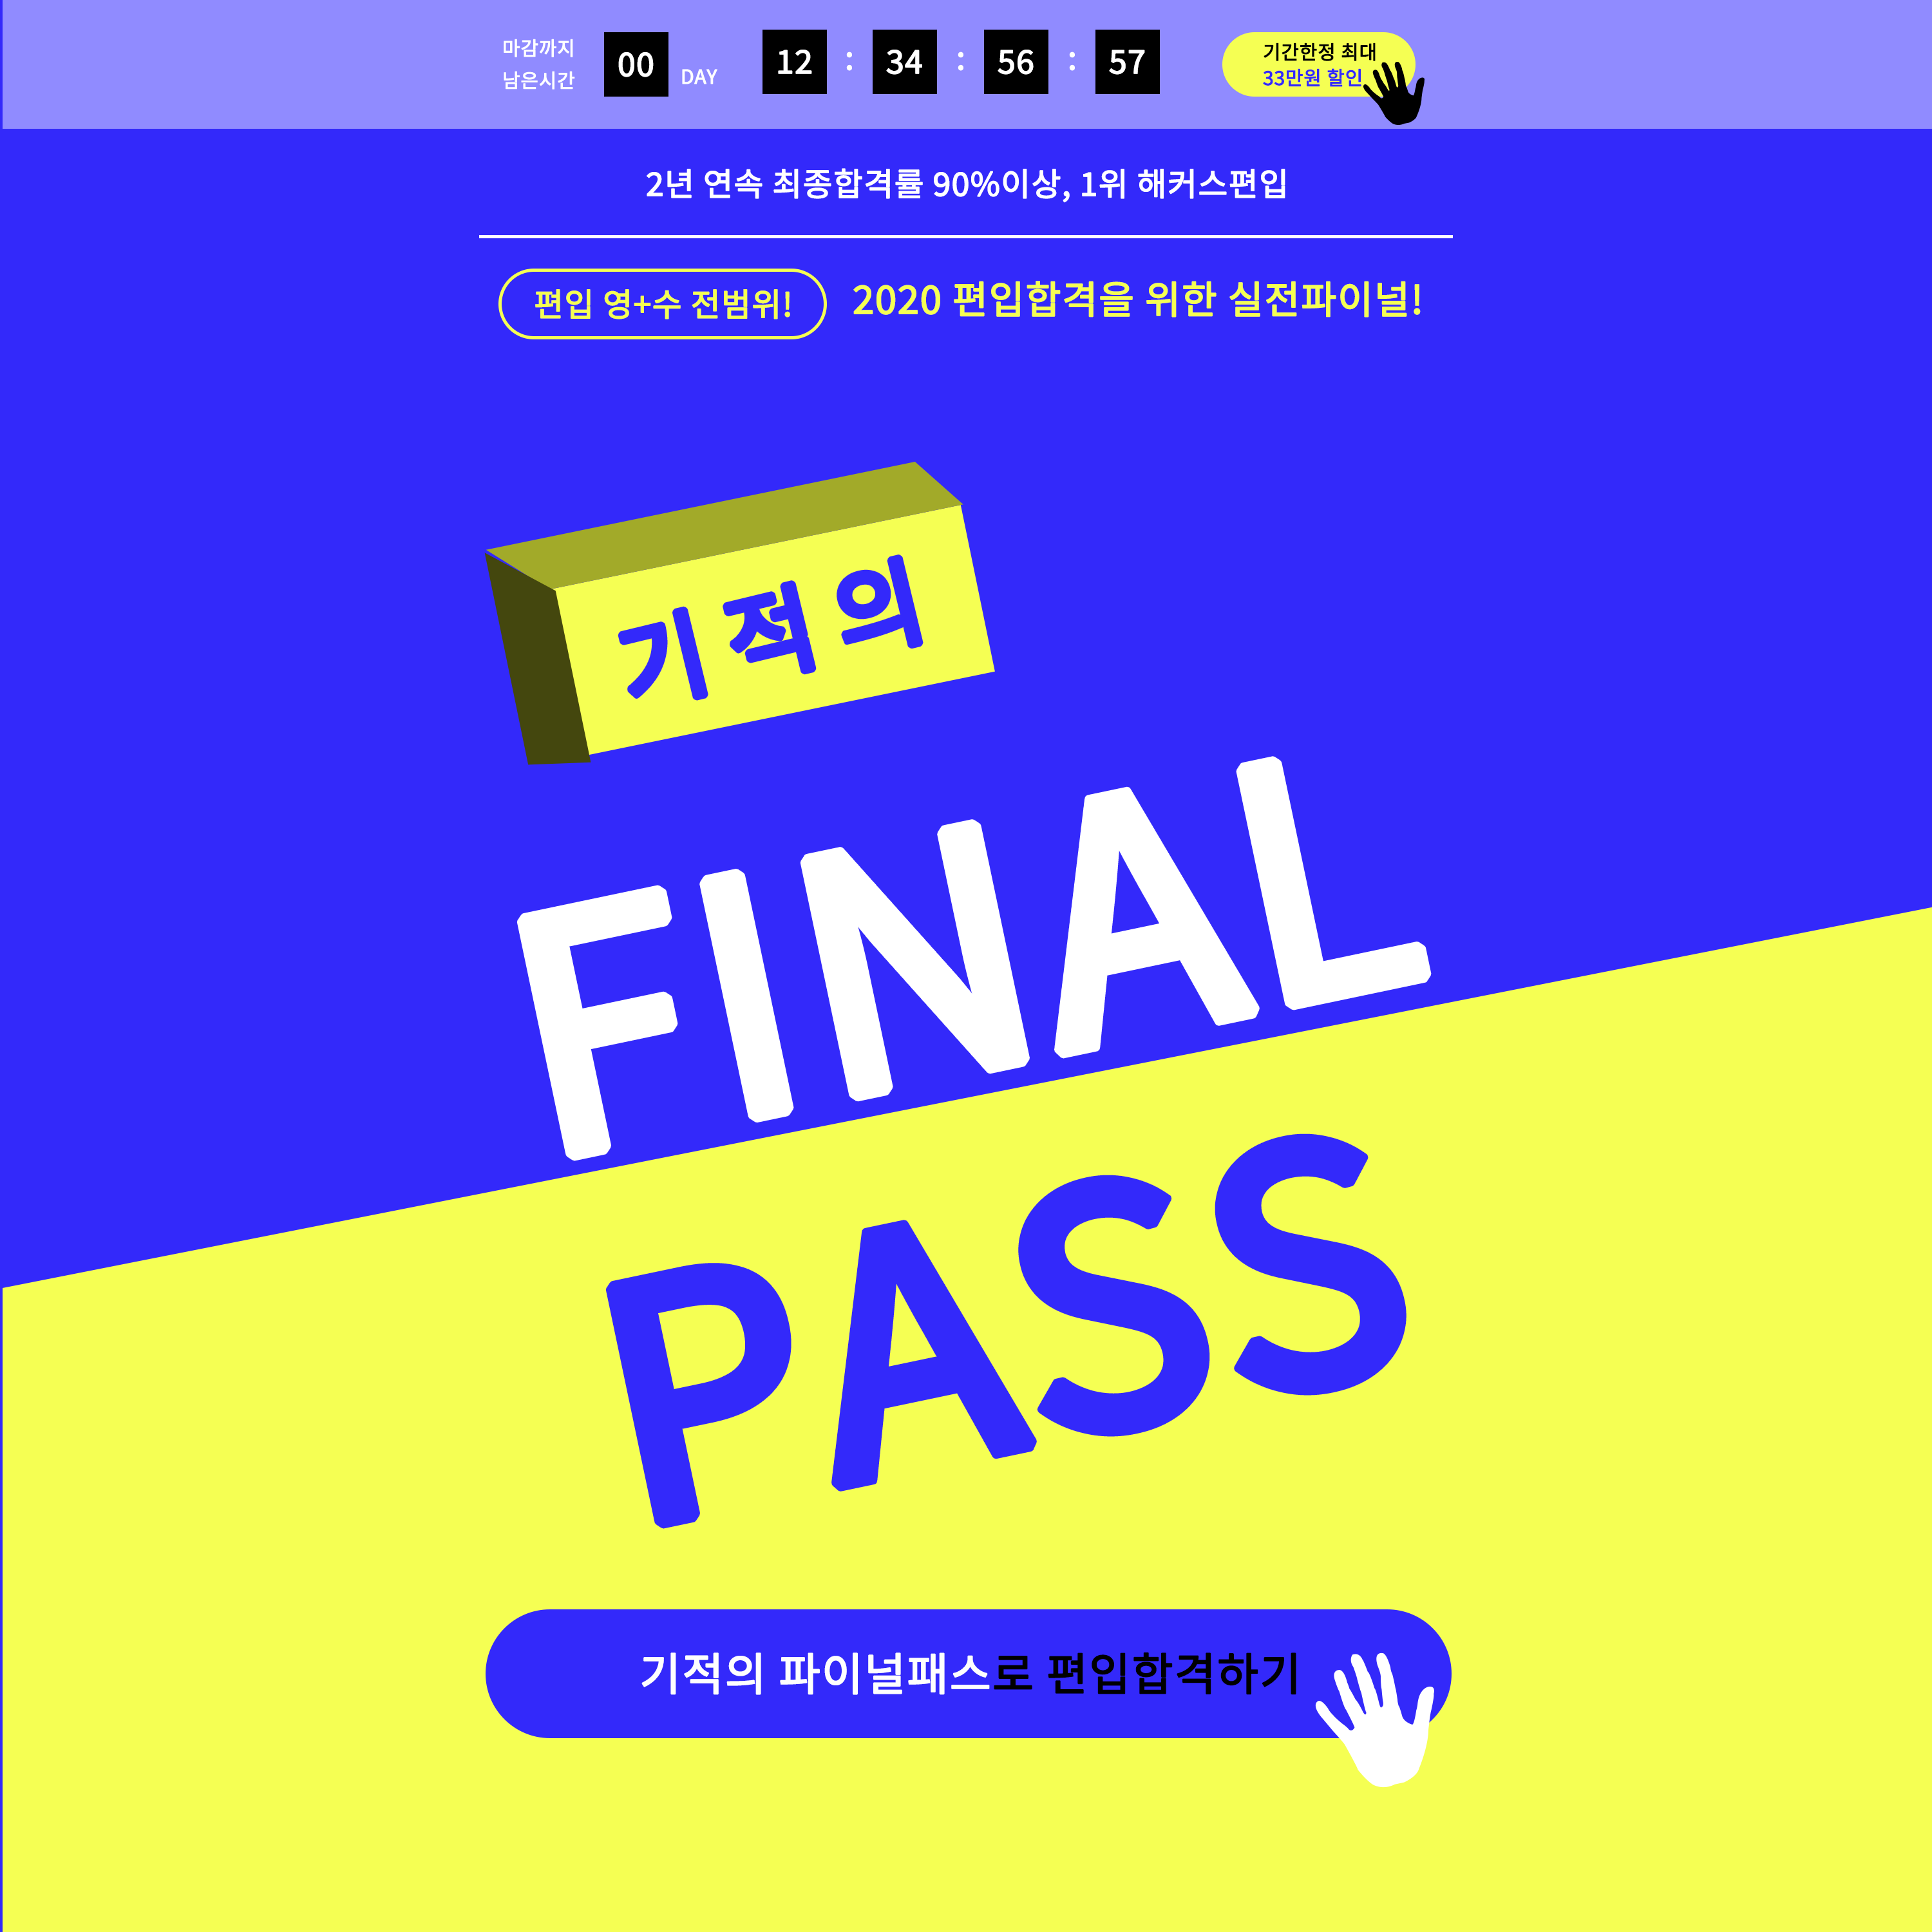 마감까지
남은시간
00 DAY 12 : 34 : 56 : 57
기간한정 최대
33만원 할인
2년 연속 최종합격률 90%이상, 1위 해커스편입
편입 영+수 전범위! 2020 편입합격을 위한 실전파이널!
기적의
FINAL
PASS
기적의 파이널패스로 편입합격하기